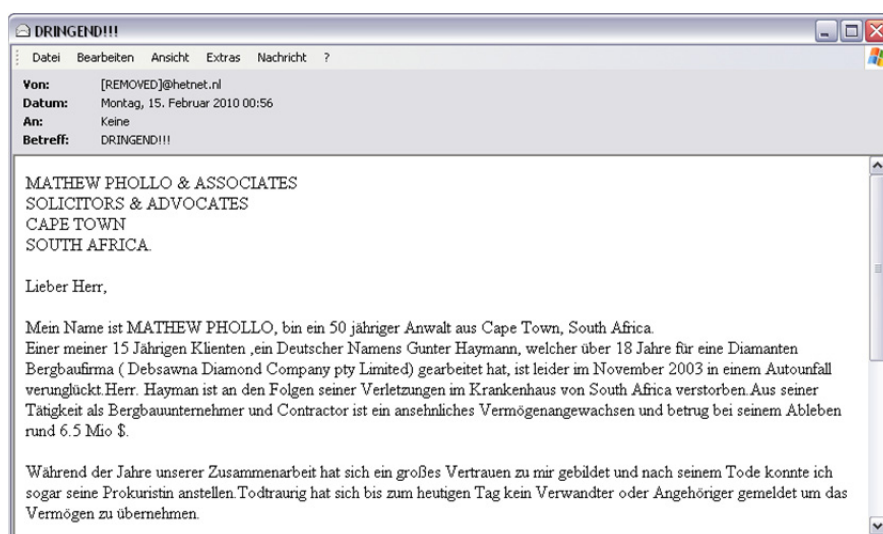 DRINGEND!!!
Datei Bearbeiten Ansicht Extras Nachricht ?
Von: [REMOVED]@hetnet.nl
Datum: Montag, 15. Februar 2010 00:56
An: Keine
Betreff: DRINGEND!!!
MATHEW PHOLLO & ASSOCIATES
SOLICITORS & ADVOCATES
CAPE TOWN
SOUTH AFRICA.
Lieber Herr,
Mein Name ist MATHEW PHOLLO, bin ein 50 jähriger Anwalt aus Cape Town, South Africa.
Einer meiner 15 Jährigen Klienten ,ein Deutscher Namens Gunter Haymann, welcher über 18 Jahre für eine Diamanten
Bergbaufirma ( Debsawna Diamond Company pty Limited) gearbeitet hat, ist leider im November 2003 in einem Autounfall
verunglückt.Herr. Hayman ist an den Folgen seiner Verletzungen im Krankenhaus von South Africa verstorben.Aus seiner
Tätigkeit als Bergbauunternehmer und Contractor ist ein ansehnliches Vermögenangewachsen und betrug bei seinem Ableben
rund 6.5 Mio $.
Während der Jahre unserer Zusammenarbeit hat sich ein großes Vertrauen zu mir gebildet und nach seinem Tode konnte ich
sogar seine Prokuristin anstellen.Todtraurig hat sich bis zum heutigen Tag kein Verwandter oder Angehöriger gemeldet um das
Vermögen zu übernehmen.